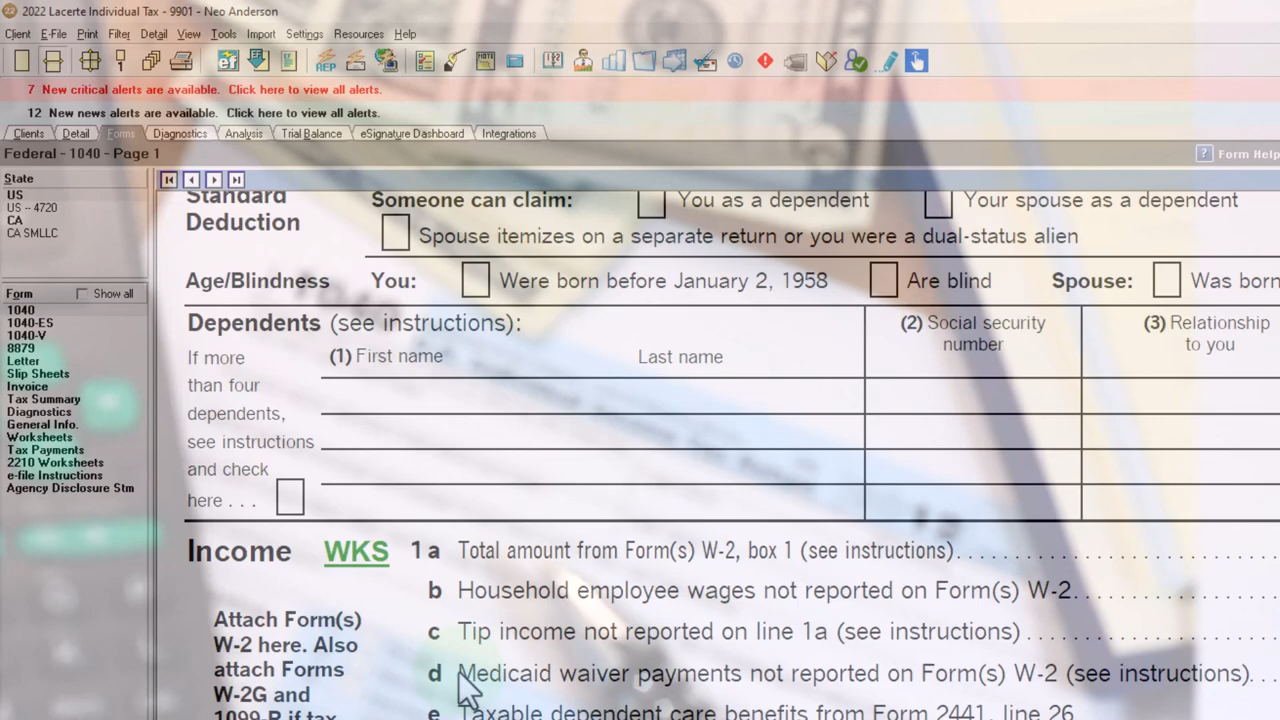 2022 Lacerte Individual Tax - 9901 - Neo Anderson
Client E-File Print Filter Detail View Tools Import Settings Resources Help
ef EF REP NOTE
7 New critical alerts are available. Click here to view all alerts.
12 New news alerts are available. Click here to view all alerts.
Clients Detail Forms Diagnostics Analysis Trial Balance eSignature Dashboard Integrations
Federal - 1040 - Page 1
? Form Help
State
US
US -- 4720
CA
CA SMLLC
Form Show all
1040
1040-ES
1040-V
8879
Letter
Slip Sheets
Invoice
Tax Summary
Diagnostics
General Info.
Worksheets
Tax Payments
2210 Worksheets
e-file Instructions
Agency Disclosure Stm
Standard
Deduction
Someone can claim: You as a dependent Your spouse as a dependent
Spouse itemizes on a separate return or you were a dual-status alien
Age/Blindness You: Were born before January 2, 1958 Are blind Spouse: Was born
Dependents (see instructions):
(2) Social security
number
(3) Relationship
to you
(1) First name Last name
If more
than four
dependents,
see instructions
and check
here . . .
Income WKS 1 a Total amount from Form(s) W-2, box 1 (see instructions)
b Household employee wages not reported on Form(s) W-2
c Tip income not reported on line 1a (see instructions)
d Medicaid waiver payments not reported on Form(s) W-2 (see instructions)
e Taxable dependent care benefits from Form 2441, line 26
Attach Form(s)
W-2 here. Also
attach Forms
W-2G and
1099-R if tax